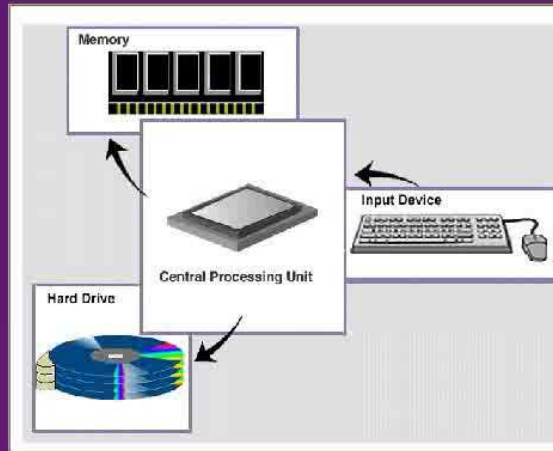 Memory
Input Device
Central Processing Unit
Hard Drive